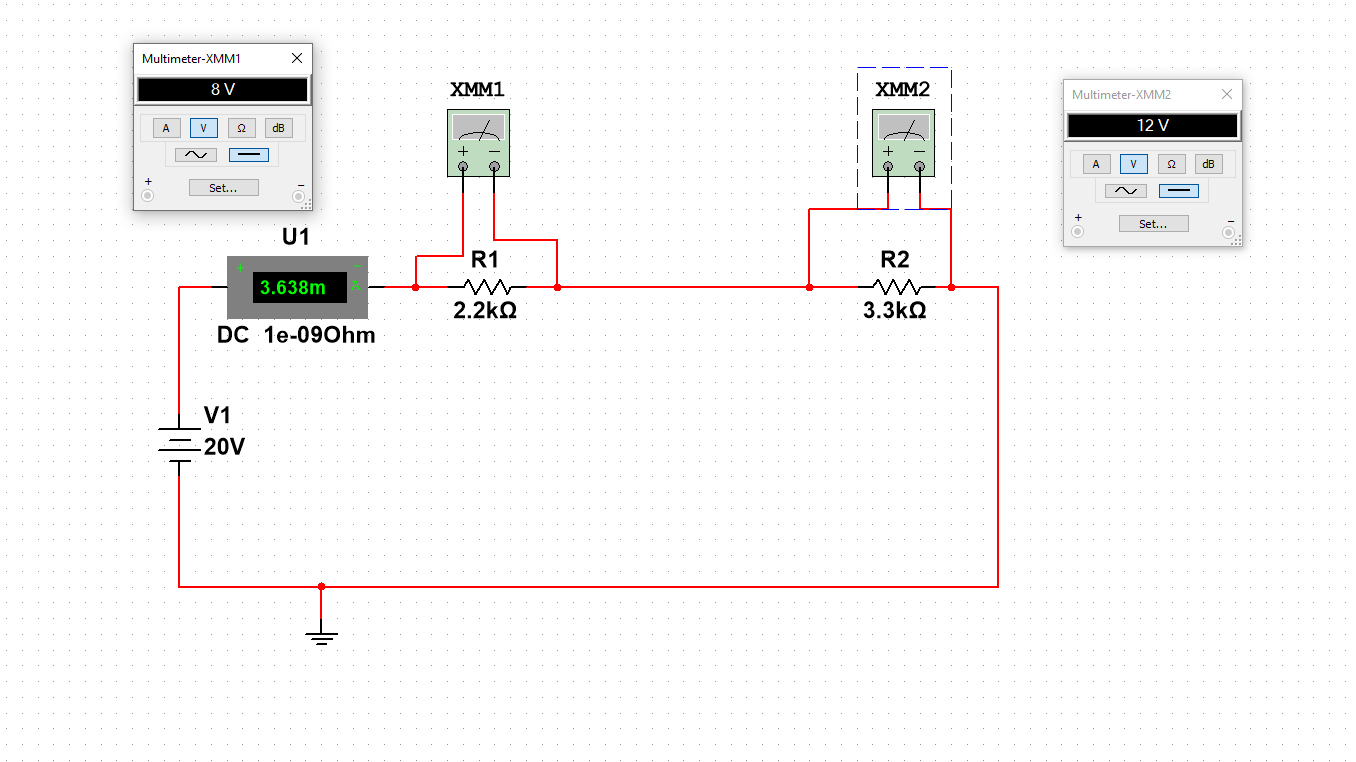 Multimeter-XMM1
8 V
A V Ω dB
+ −
Set...
XMM1
+ −
XMM2
+ −
Multimeter-XMM2
12 V
A V Ω dB
+ −
Set...
U1
+ −
3.638m A
DC 1e-09Ohm
R1
2.2kΩ
R2
3.3kΩ
V1
20V